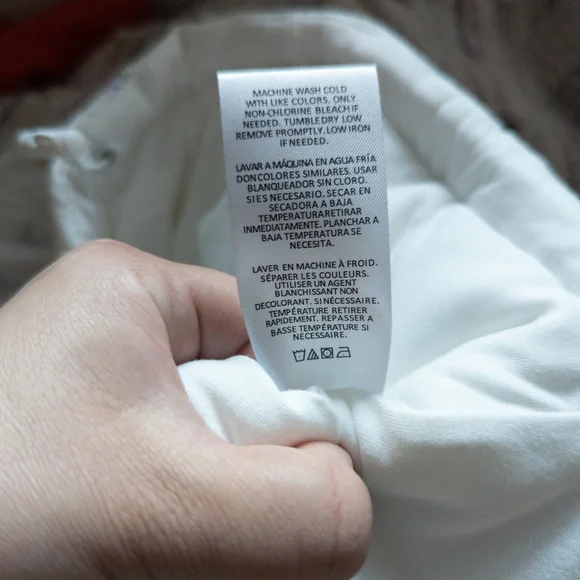 MACHINE WASH COLD
WITH LIKE COLORS. ONLY
NON-CHLORINE BLEACH IF
NEEDED. TUMBLE DRY LOW
REMOVE PROMPTLY. LOW IRON
IF NEEDED.
LAVAR A MÁQUINA EN AGUA FRÍA
DONCOLORES SIMILARES. USAR
BLANQUEADOR SIN CLORO.
SIES NECESARIO. SECAR EN
SECADORA A BAJA
TEMPERATURARETIRAR
INMEDIATAMENTE. PLANCHAR A
BAJA TEMPERATURA SE
NECESITA.
LAVER EN MACHINE À FROID.
SÉPARER LES COULEURS.
UTILISER UN AGENT
BLANCHISSANT NON
DECOLORANT. SI NÉCESSAIRE.
TEMPÉRATURE RETIRER
RAPIDEMENT. REPASSER A
BASSE TEMPÉRATURE SI
NECESSAIRE.